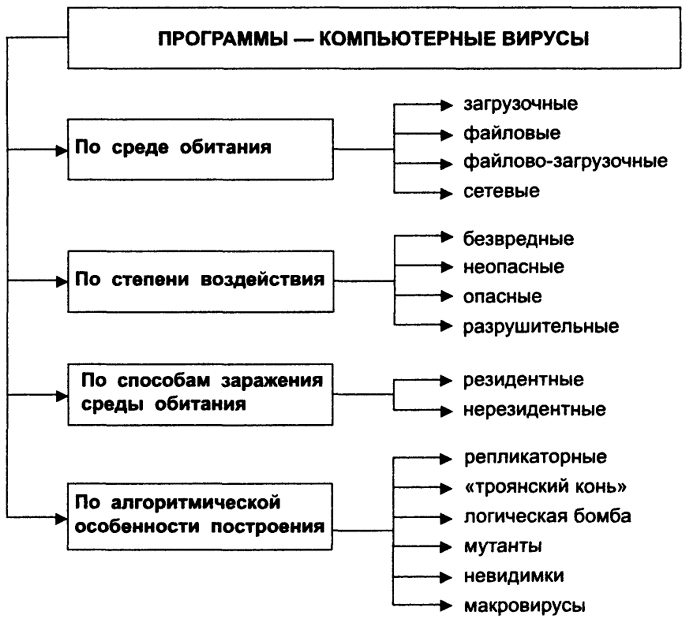 ПРОГРАММЫ — КОМПЬЮТЕРНЫЕ ВИРУСЫ
По среде обитания
загрузочные
файловые
файлово-загрузочные
сетевые
По степени воздействия
безвредные
неопасные
опасные
разрушительные
По способам заражения
среды обитания
резидентные
нерезидентные
По алгоритмической
особенности построения
репликаторные
«троянский конь»
логическая бомба
мутанты
невидимки
макровирусы